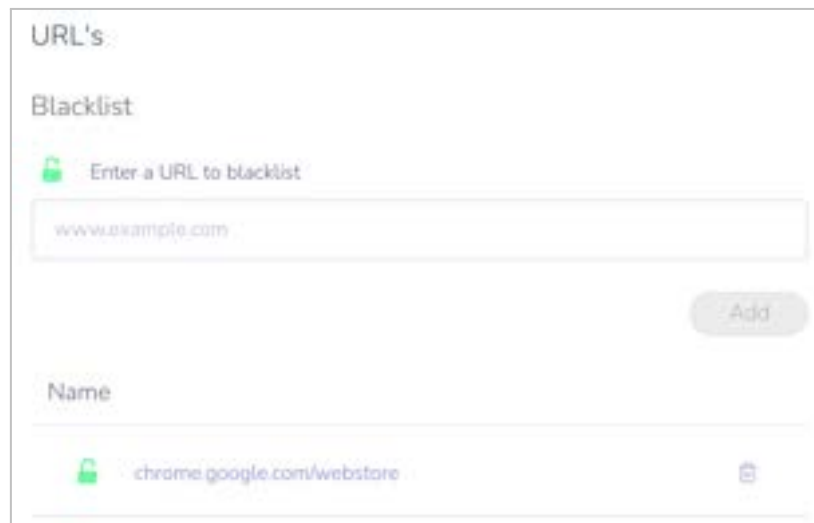 URL's
Blacklist
Enter a URL to blacklist
www.example.com
Add
Name
chrome.google.com/webstore